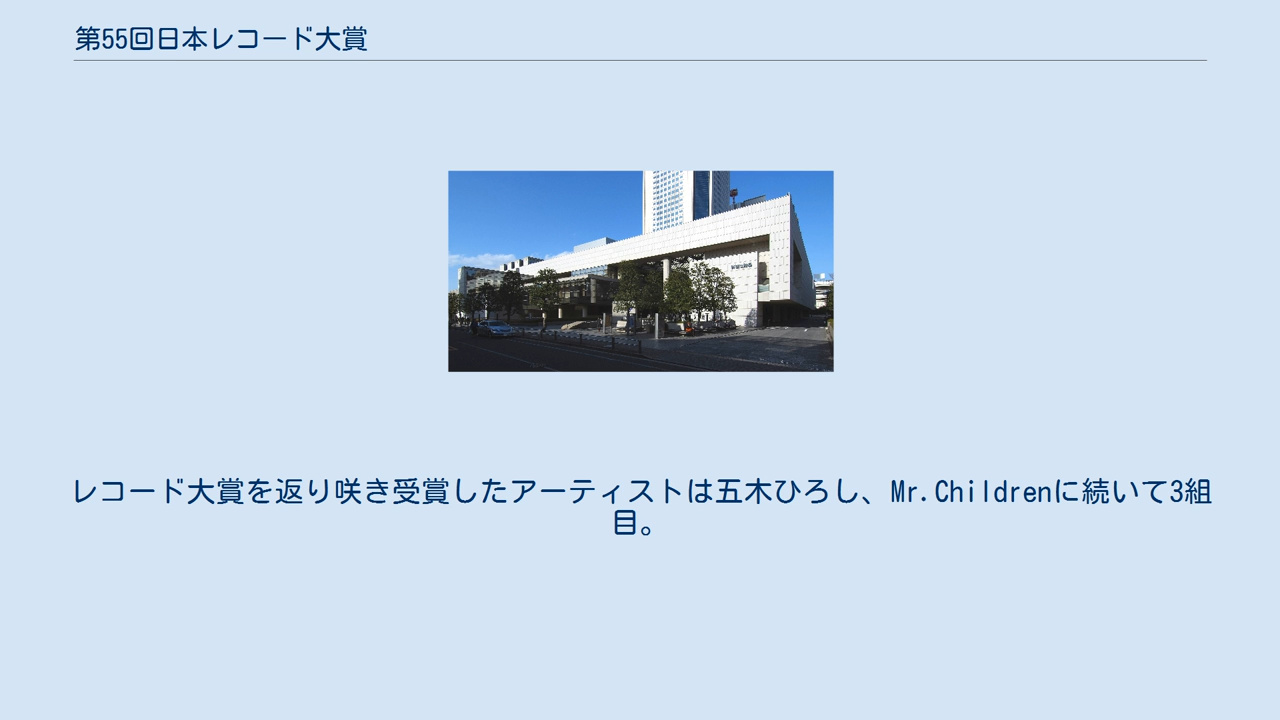 第55回日本レコード大賞
レコード大賞を返り咲き受賞したアーティストは五木ひろし、Mr.Childrenに続いて3組
目。